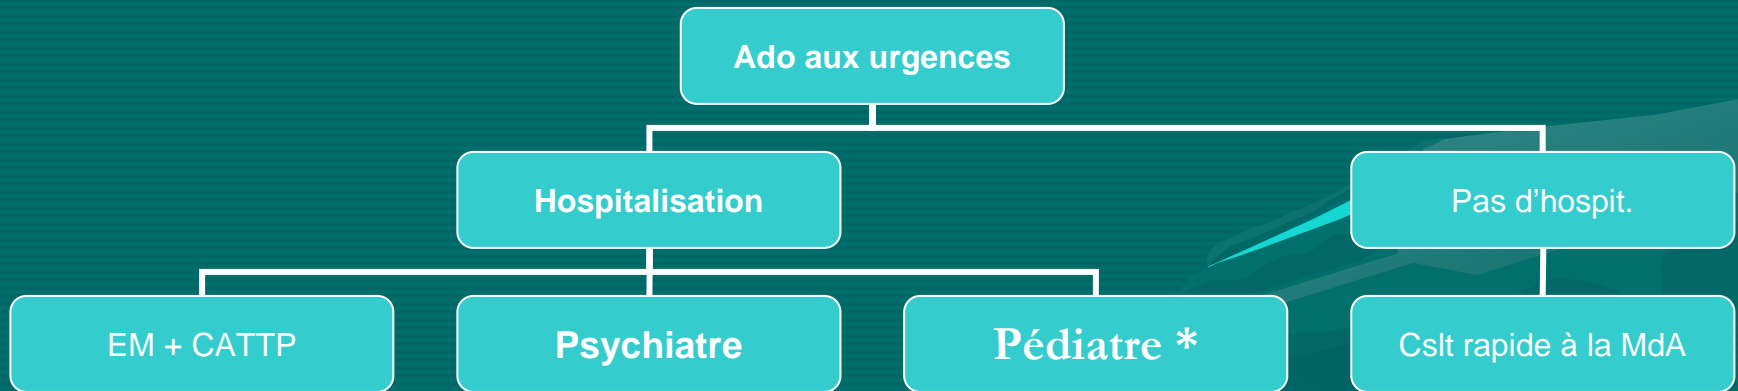 Ado aux urgences
Hospitalisation
Pas d'hospit.
EM + CATTP
Psychiatre
Pédiatre *
Cslt rapide à la MdA